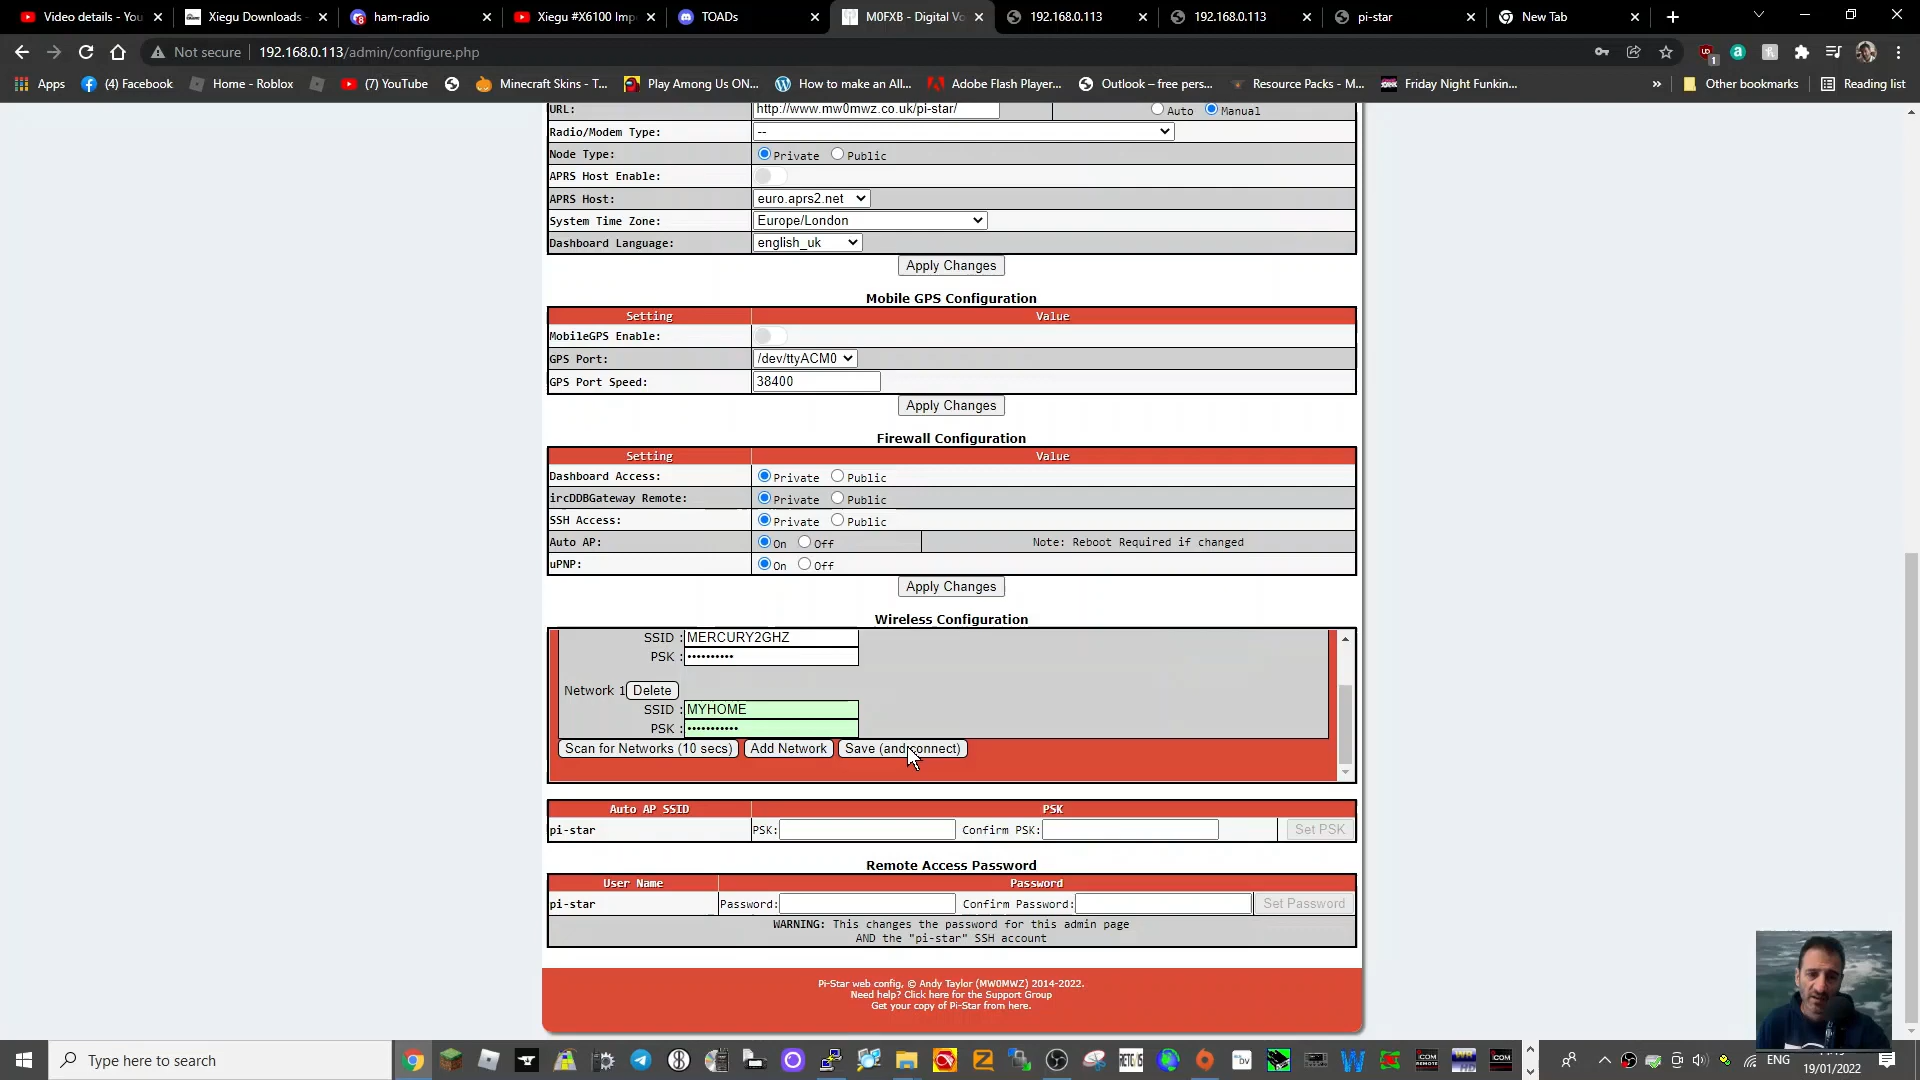 Video details - You
Xiegu Downloads -
ham-radio
Xiegu #X6100 Imp
TOADs
M0FXB - Digital Vo
192.168.0.113
192.168.0.113
pi-star
New Tab
Not secure
192.168.0.113/admin/configure.php
Apps
(4) Facebook
Home - Roblox
(7) YouTube
Minecraft Skins - T...
Play Among Us ON...
How to make an All...
Adobe Flash Player...
Outlook – free pers...
Resource Packs - M...
Friday Night Funkin...
»
Other bookmarks
Reading list
URL:
http://www.mw0mwz.co.uk/pi-star/
Auto Manual
Radio/Modem Type:
--
Node Type:
Private Public
APRS Host Enable:
APRS Host:
euro.aprs2.net
System Time Zone:
Europe/London
Dashboard Language:
english_uk
Apply Changes
Mobile GPS Configuration
Setting Value
MobileGPS Enable:
GPS Port:
/dev/ttyACM0
GPS Port Speed:
38400
Apply Changes
Firewall Configuration
Setting Value
Dashboard Access:
Private Public
ircDDBGateway Remote:
Private Public
SSH Access:
Private Public
Auto AP:
On Off
Note: Reboot Required if changed
uPNP:
On Off
Apply Changes
Wireless Configuration
SSID : MERCURY2GHZ
PSK : ••••••••••
Network 1 Delete
SSID : MYHOME
PSK : •••••••••••
Scan for Networks (10 secs) Add Network Save (and connect)
Auto AP SSID PSK
pi-star PSK: Confirm PSK: Set PSK
Remote Access Password
User Name Password
pi-star Password: Confirm Password: Set Password
WARNING: This changes the password for this admin page
AND the "pi-star" SSH account
Pi-Star web config, © Andy Taylor (MW0MWZ) 2014-2022.
Need help? Click here for the Support Group
Get your copy of Pi-Star from here.
Type here to search
ENG
19/01/2022